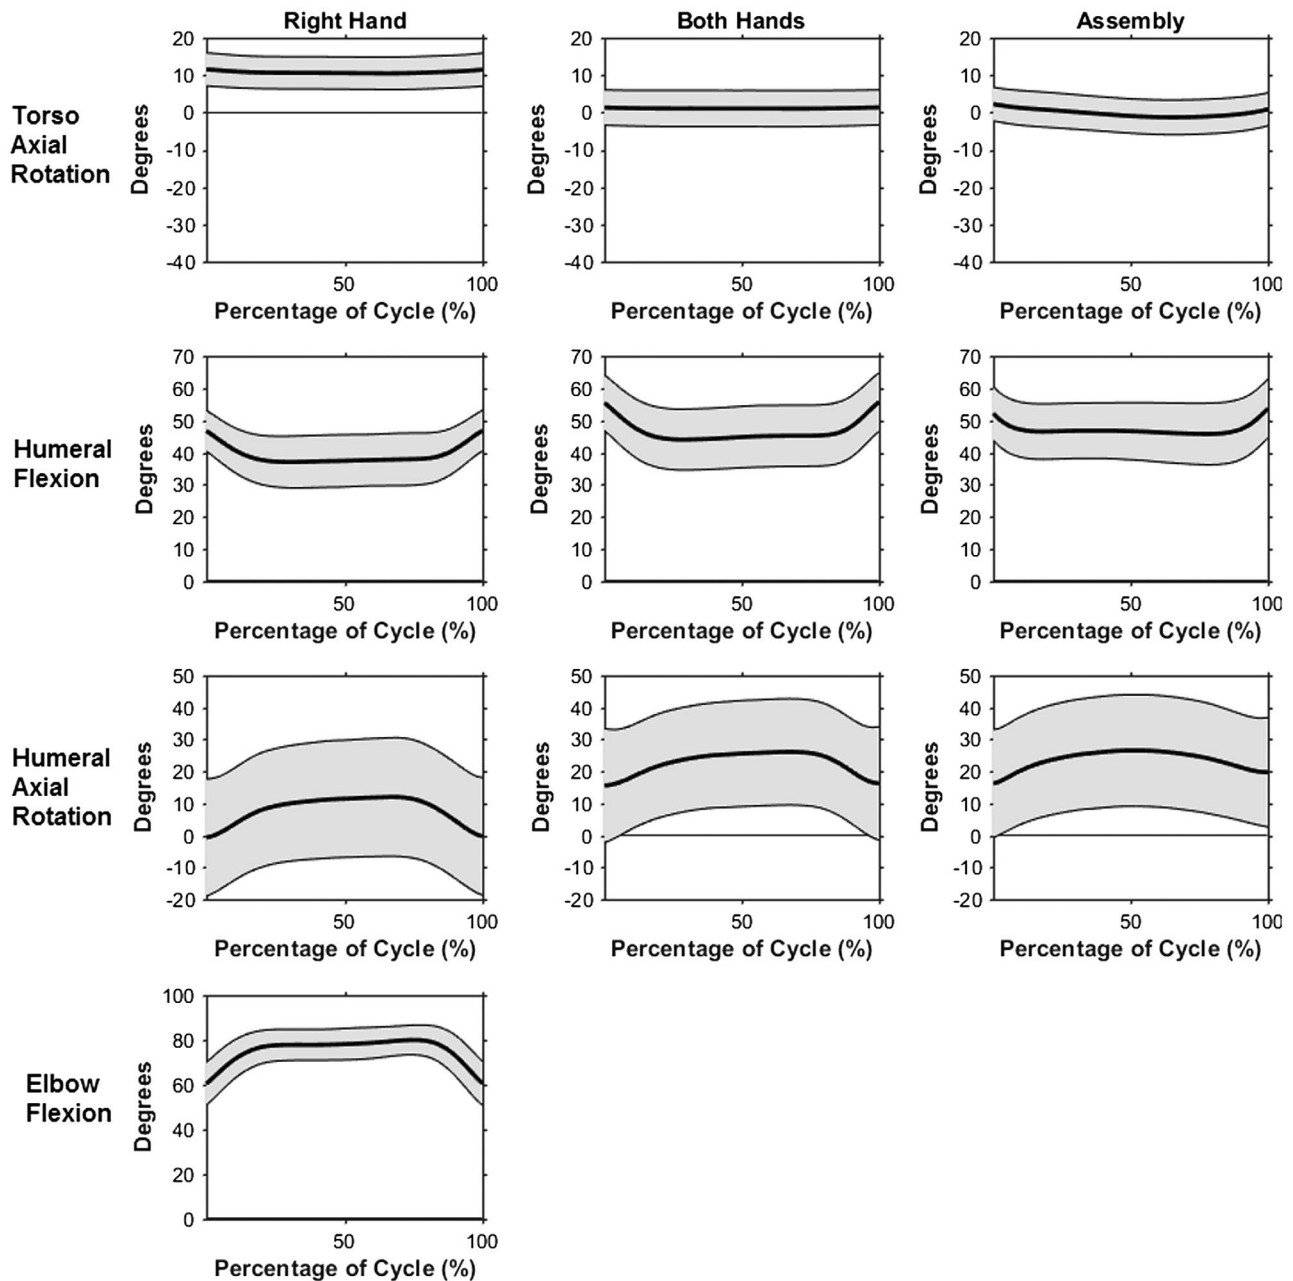 Right Hand
Both Hands
Assembly
Torso
Axial
Rotation
Degrees
20
10
0
-10
-20
-30
-40
50
100
Percentage of Cycle (%)
Degrees
20
10
0
-10
-20
-30
-40
50
100
Percentage of Cycle (%)
Degrees
20
10
0
-10
-20
-30
-40
50
100
Percentage of Cycle (%)
Humeral
Flexion
Degrees
70
60
50
40
30
20
10
0
50
100
Percentage of Cycle (%)
Degrees
70
60
50
40
30
20
10
0
50
100
Percentage of Cycle (%)
Degrees
70
60
50
40
30
20
10
0
50
100
Percentage of Cycle (%)
Humeral
Axial
Rotation
Degrees
50
40
30
20
10
0
-10
-20
50
100
Percentage of Cycle (%)
Degrees
50
40
30
20
10
0
-10
-20
50
100
Percentage of Cycle (%)
Degrees
50
40
30
20
10
0
-10
-20
50
100
Percentage of Cycle (%)
Elbow
Flexion
Degrees
100
80
60
40
20
0
50
100
Percentage of Cycle (%)